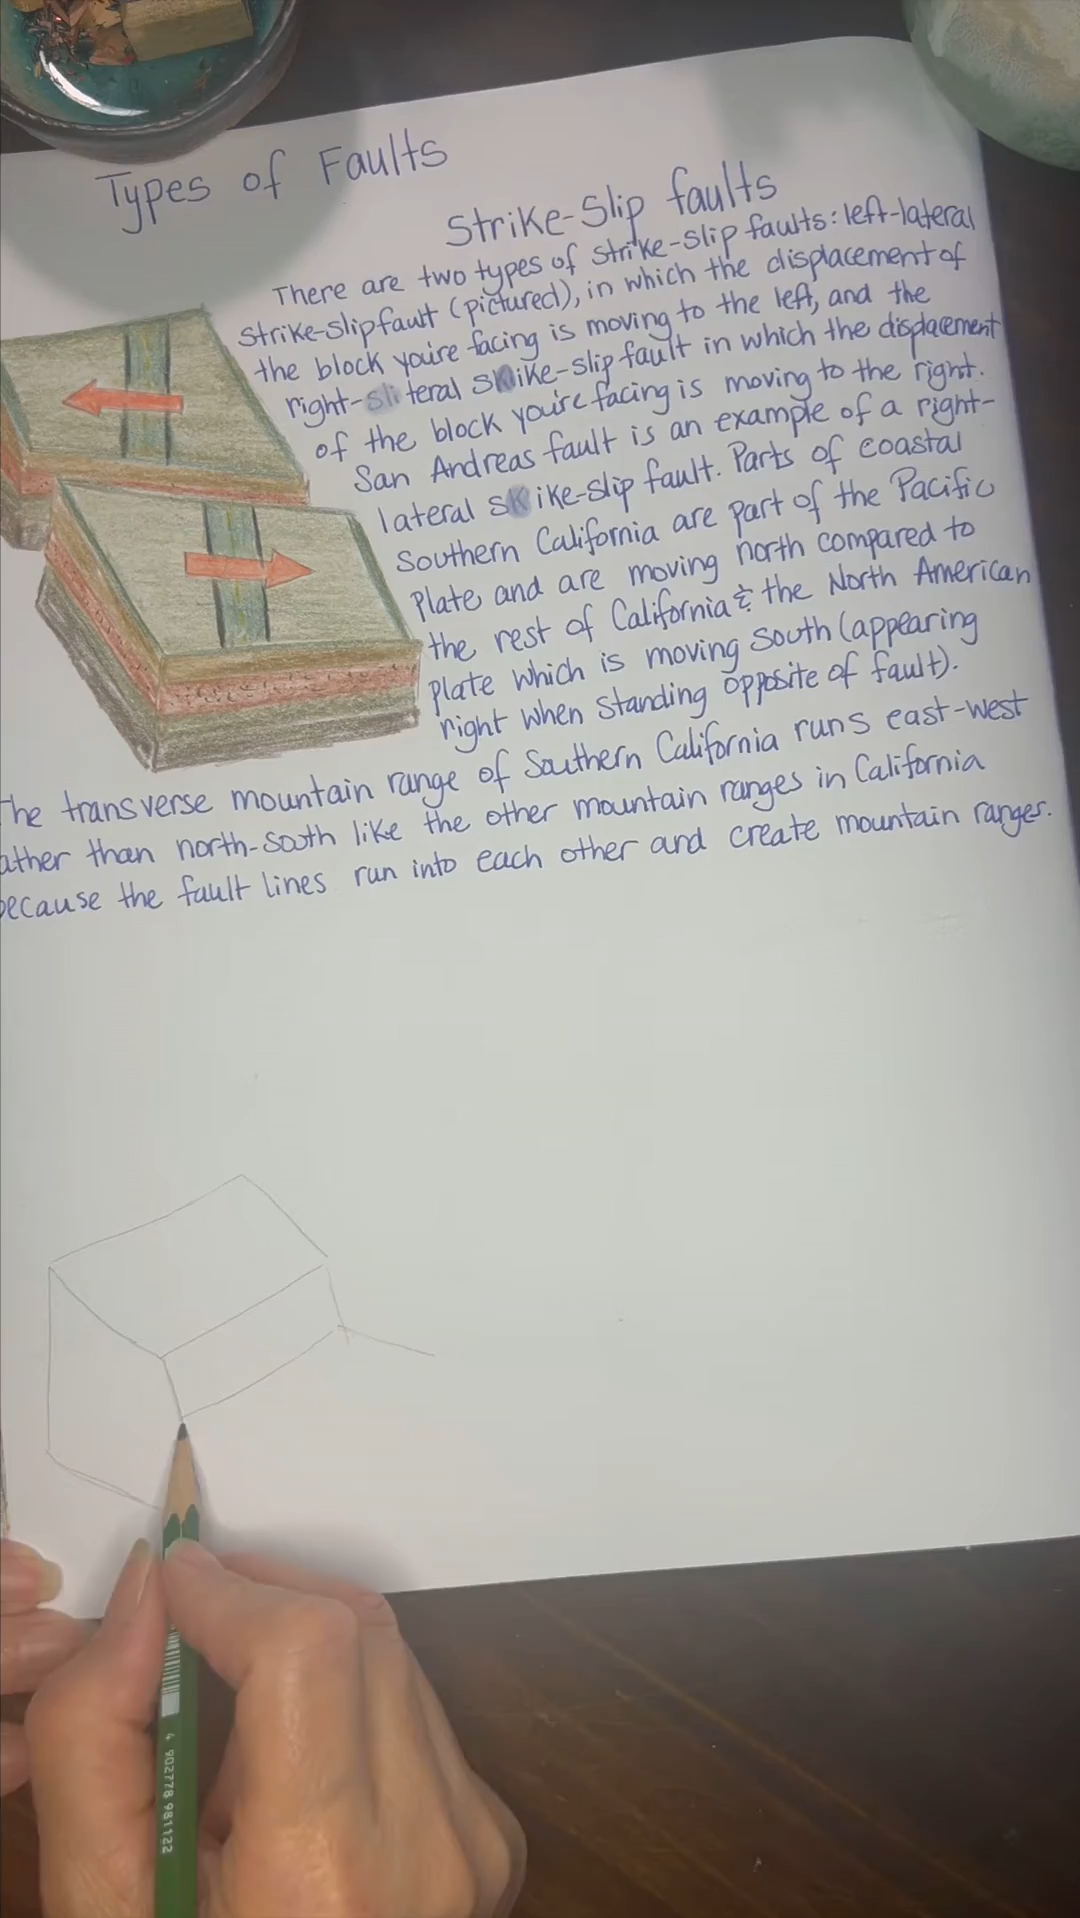 Types of Faults
Strike-Slip faults
There are two types of strike-slip faults: left-lateral
strike-slip fault (pictured), in which the displacement of
the block you're facing is moving to the left, and the
right- teral s ike-slip fault in which the displacement
of the block you're facing is moving to the right.
San Andreas fault is an example of a right-
lateral skike-slip fault. Parts of coastal
Southern California are part of the Pacific
plate and are moving north compared to
the rest of California & the North American
plate which is moving south (appearing
right when standing opposite of fault).
The transverse mountain range of Southern California runs east-west
ather than north-south like the other mountain ranges in California
because the fault lines run into each other and create mountain ranges.
4 902778 981122